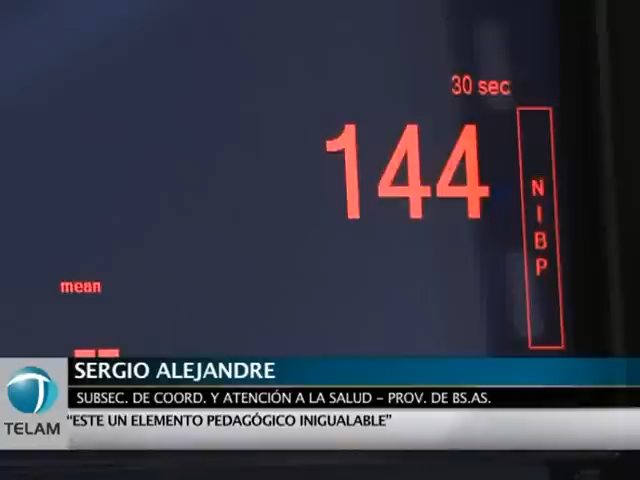 30 sec
144
NIBP
mean
SERGIO ALEJANDRE
SUBSEC. DE COORD. Y ATENCIÓN A LA SALUD - PROV. DE BS.AS.
TELAM
"ESTE UN ELEMENTO PEDAGÓGICO INIGUALABLE"